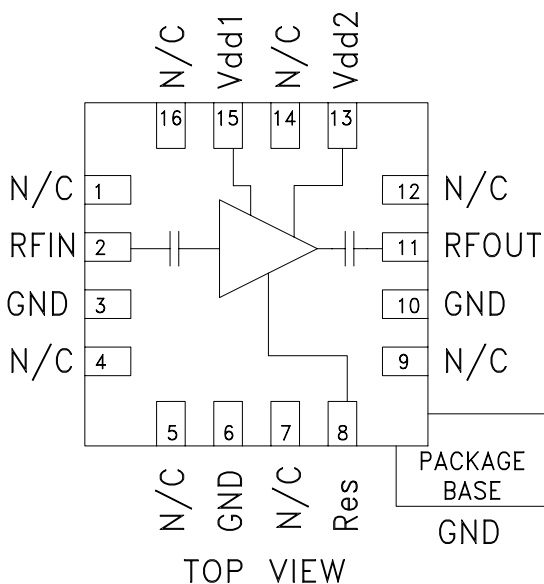 N/C
Vdd1
N/C
Vdd2
16
15
14
13
N/C
1
12
N/C
RFIN
2
11
RFOUT
GND
3
10
GND
N/C
4
9
N/C
5
6
7
8
N/C
GND
N/C
Res
PACKAGE
BASE
GND
TOP VIEW